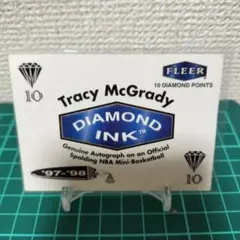 FLEER
10
10 DIAMOND POINTS
Tracy McGrady
DIAMOND
INK™
Genuine Autograph on an Official
Spalding NBA Mini-Basketball
'97-'98
10